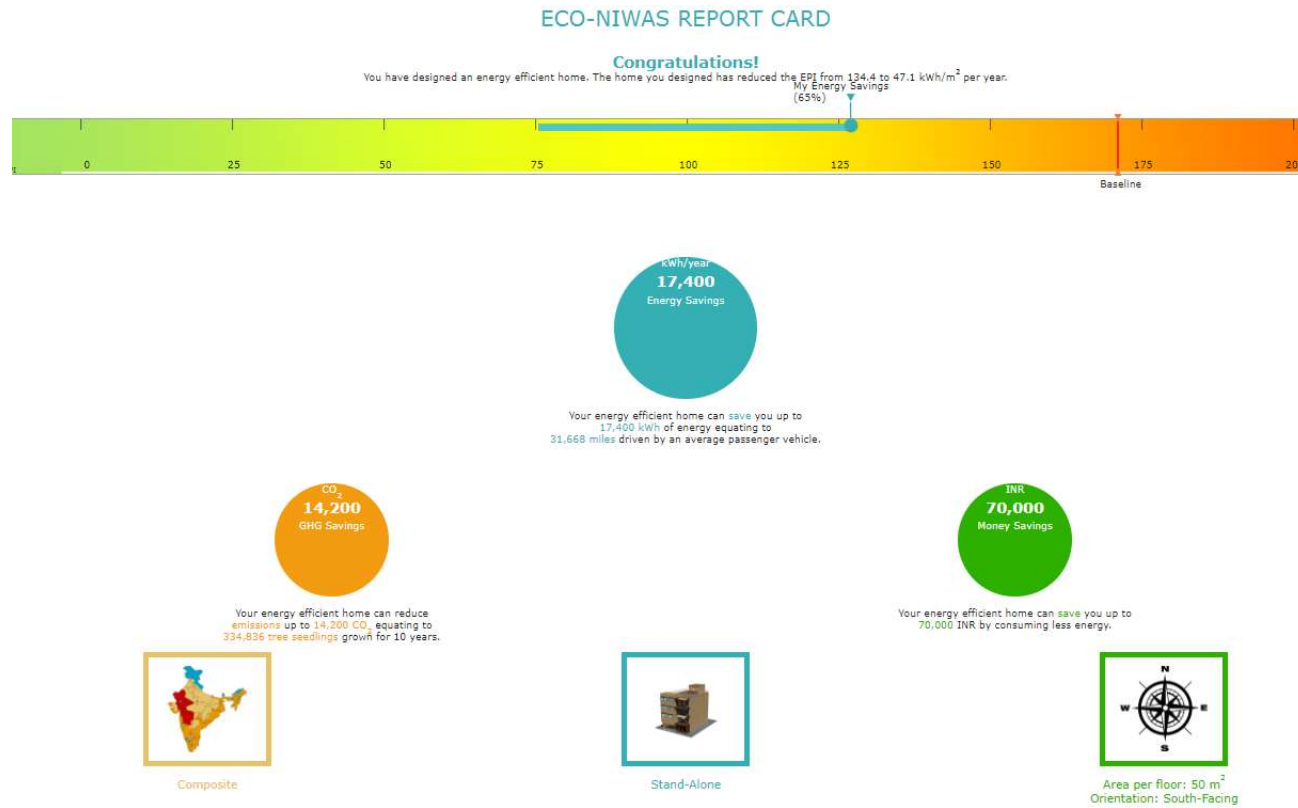 ECO-NIWAS REPORT CARD
Congratulations!
You have designed an energy efficient home. The home you designed has reduced the EPI from 134.4 to 47.1 kWh/m² per year.
My Energy Savings
(65%)
0 25 50 75 100 125 150 175 20
Baseline
kWh/year
17,400
Energy Savings
Your energy efficient home can save you up to
17,400 kWh of energy equating to
31,668 miles driven by an average passenger vehicle.
CO₂
14,200
GHG Savings
Your energy efficient home can reduce
emissions up to 14,200 CO₂ equating to
334,836 tree seedlings grown for 10 years.
INR
70,000
Money Savings
Your energy efficient home can save you up to
70,000 INR by consuming less energy.
Composite
Stand-Alone
N
W E
S
Area per floor: 50 m²
Orientation: South-Facing